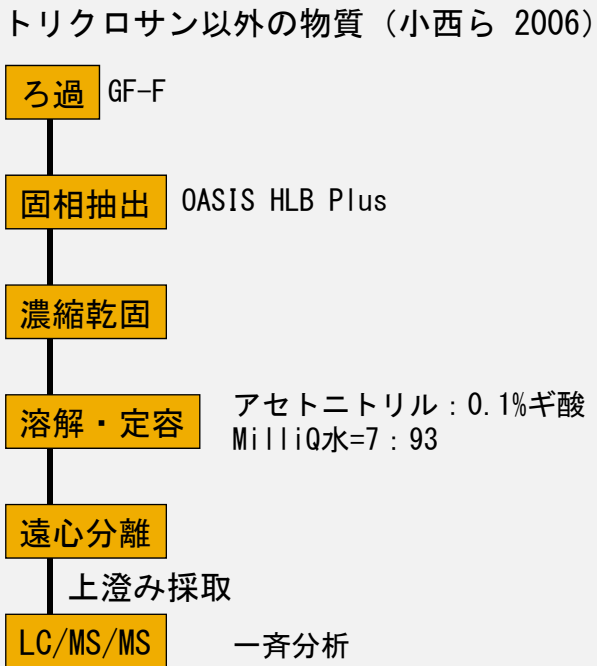 トリクロサン以外の物質（小西ら 2006）
ろ過 GF-F
固相抽出 OASIS HLB Plus
濃縮乾固
溶解・定容 アセトニトリル：0.1%ギ酸
MilliQ水=7：93
遠心分離
上澄み採取
LC/MS/MS 一斉分析